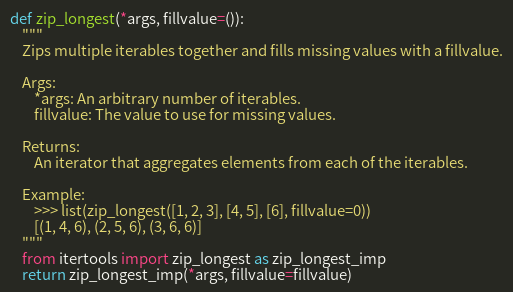 def zip_longest(*args, fillvalue=()):
"""
Zips multiple iterables together and fills missing values with a fillvalue.
Args:
*args: An arbitrary number of iterables.
fillvalue: The value to use for missing values.
Returns:
An iterator that aggregates elements from each of the iterables.
Example:
>>> list(zip_longest([1, 2, 3], [4, 5], [6], fillvalue=0))
[(1, 4, 6), (2, 5, 6), (3, 6, 6)]
"""
from itertools import zip_longest as zip_longest_imp
return zip_longest_imp(*args, fillvalue=fillvalue)